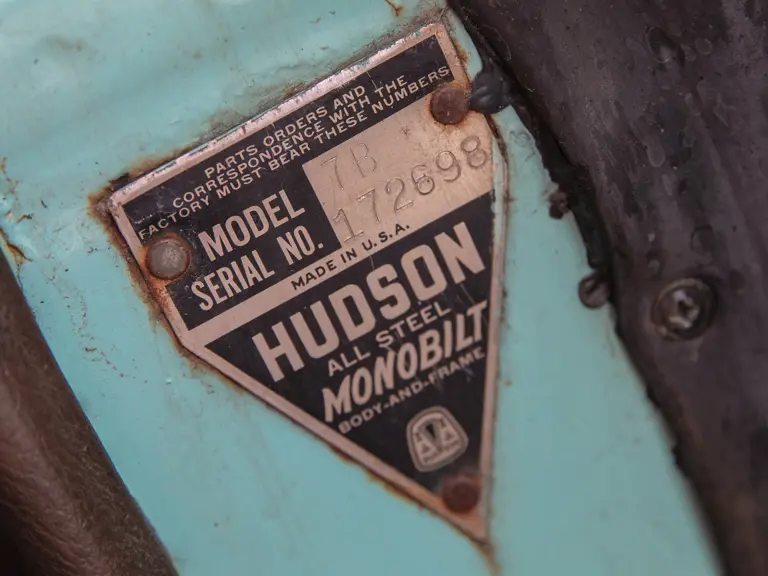 PARTS ORDERS AND
CORRESPONDENCE WITH THE
FACTORY MUST BEAR THESE NUMBERS
MODEL 7B
SERIAL NO. 172698
MADE IN U.S.A.
HUDSON
ALL STEEL
MONOBILT
BODY-AND-FRAME